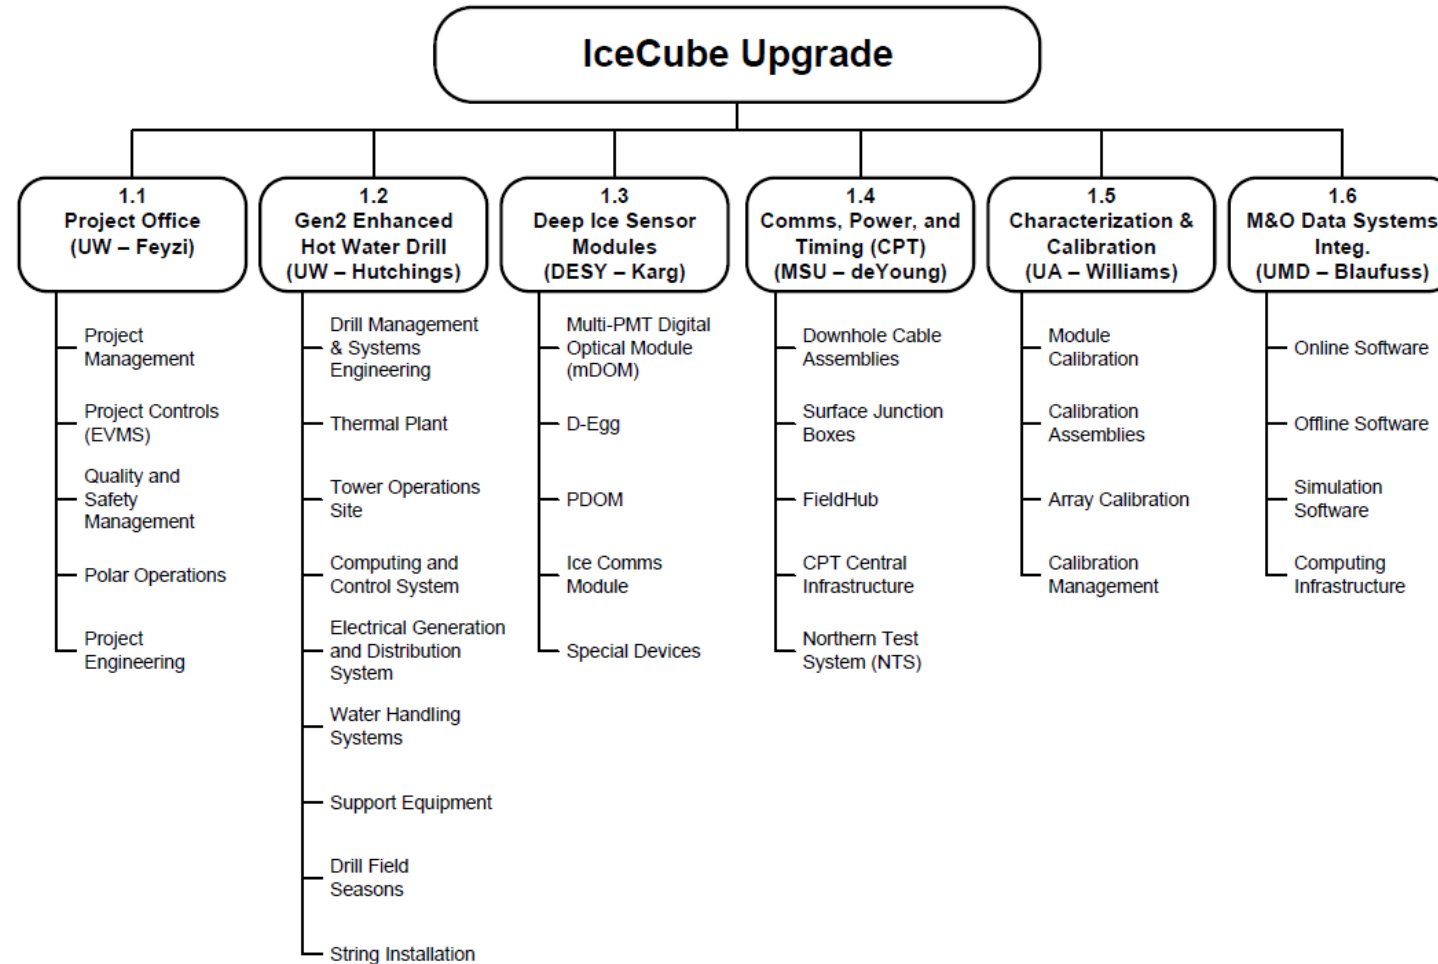 IceCube Upgrade
1.1
Project Office
(UW – Feyzi)
1.2
Gen2 Enhanced
Hot Water Drill
(UW – Hutchings)
1.3
Deep Ice Sensor
Modules
(DESY – Karg)
1.4
Comms, Power, and
Timing (CPT)
(MSU – deYoung)
1.5
Characterization &
Calibration
(UA – Williams)
1.6
M&O Data Systems
Integ.
(UMD – Blaufuss)
Project
Management
Project Controls
(EVMS)
Quality and
Safety
Management
Polar Operations
Project
Engineering
Drill Management
& Systems
Engineering
Thermal Plant
Tower Operations
Site
Computing and
Control System
Electrical Generation
and Distribution
System
Water Handling
Systems
Support Equipment
Drill Field
Seasons
String Installation
Multi-PMT Digital
Optical Module
(mDOM)
D-Egg
PDOM
Ice Comms
Module
Special Devices
Downhole Cable
Assemblies
Surface Junction
Boxes
FieldHub
CPT Central
Infrastructure
Northern Test
System (NTS)
Module
Calibration
Calibration
Assemblies
Array Calibration
Calibration
Management
Online Software
Offline Software
Simulation
Software
Computing
Infrastructure